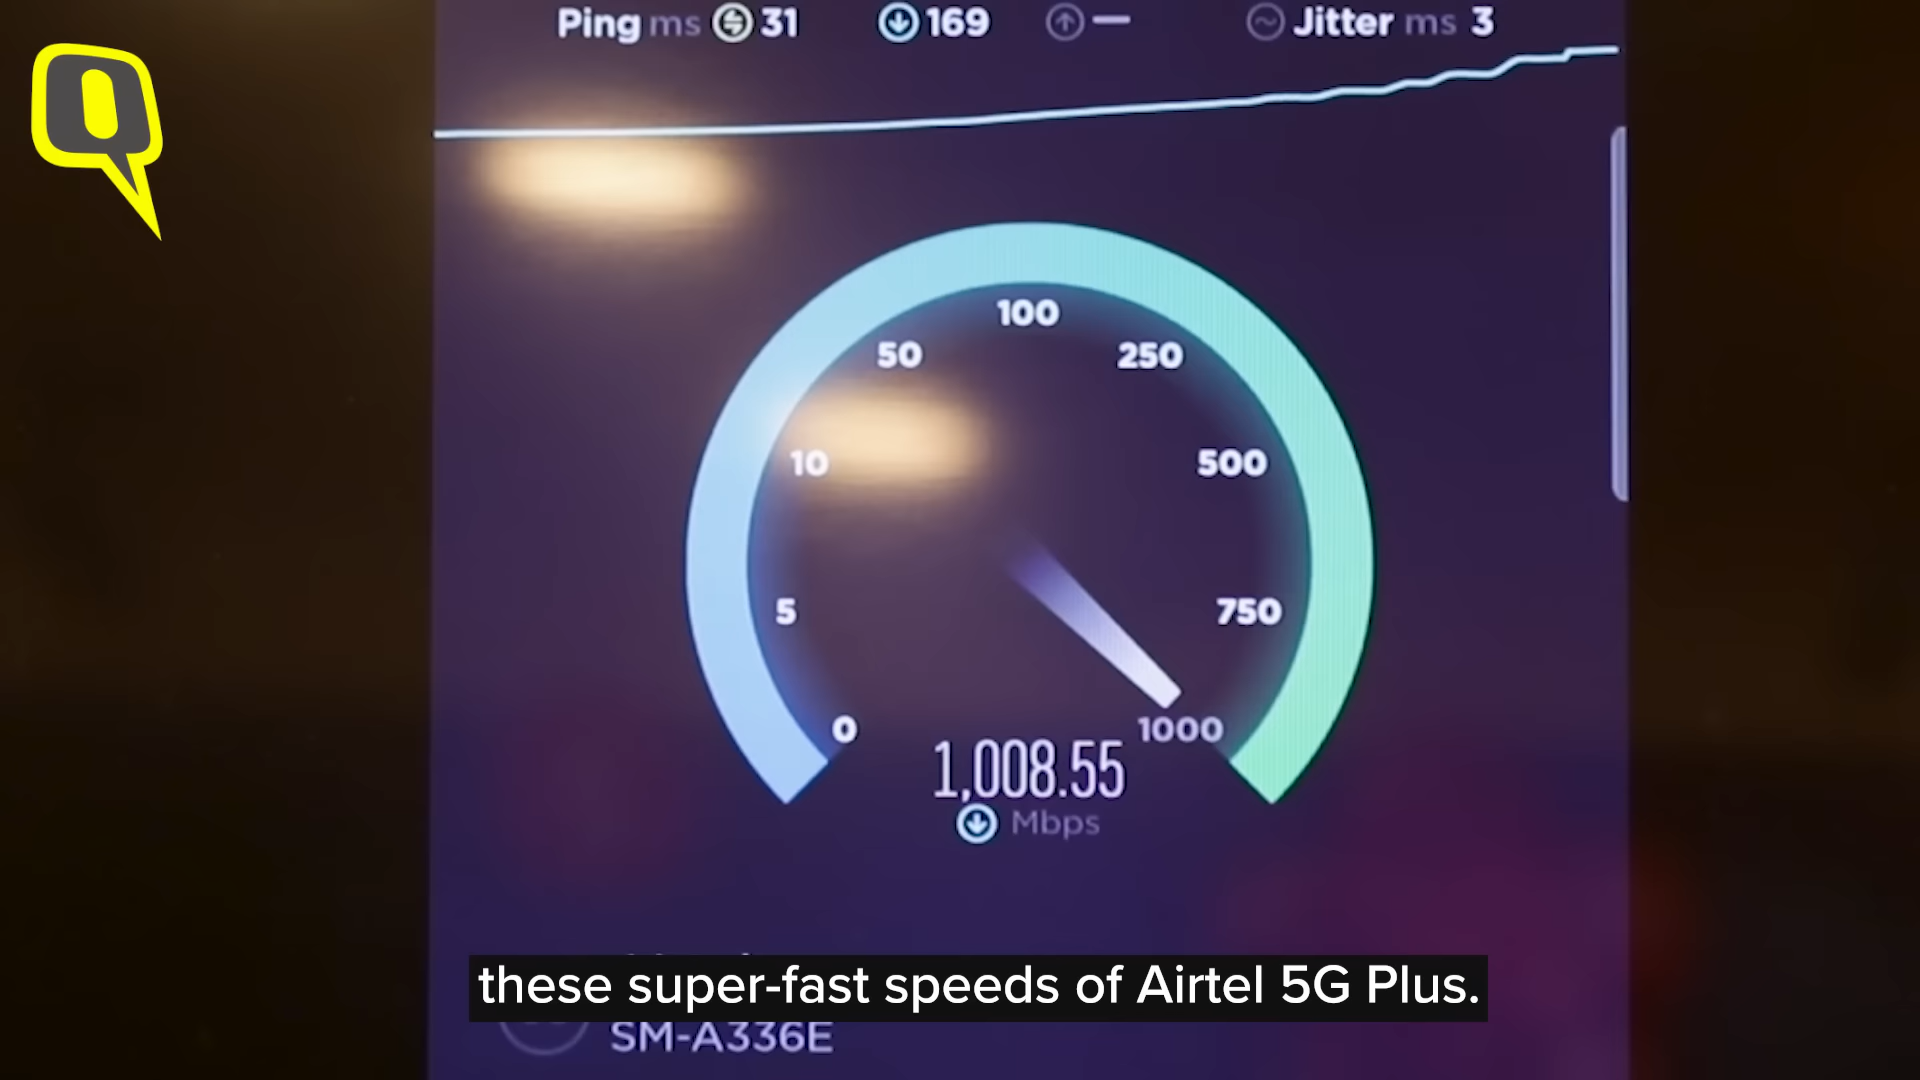 Ping ms 31 169 — Jitter ms 3
100
50 250
10 500
5 750
0 1000
1,008.55
Mbps
these super-fast speeds of Airtel 5G Plus.
SM-A336E